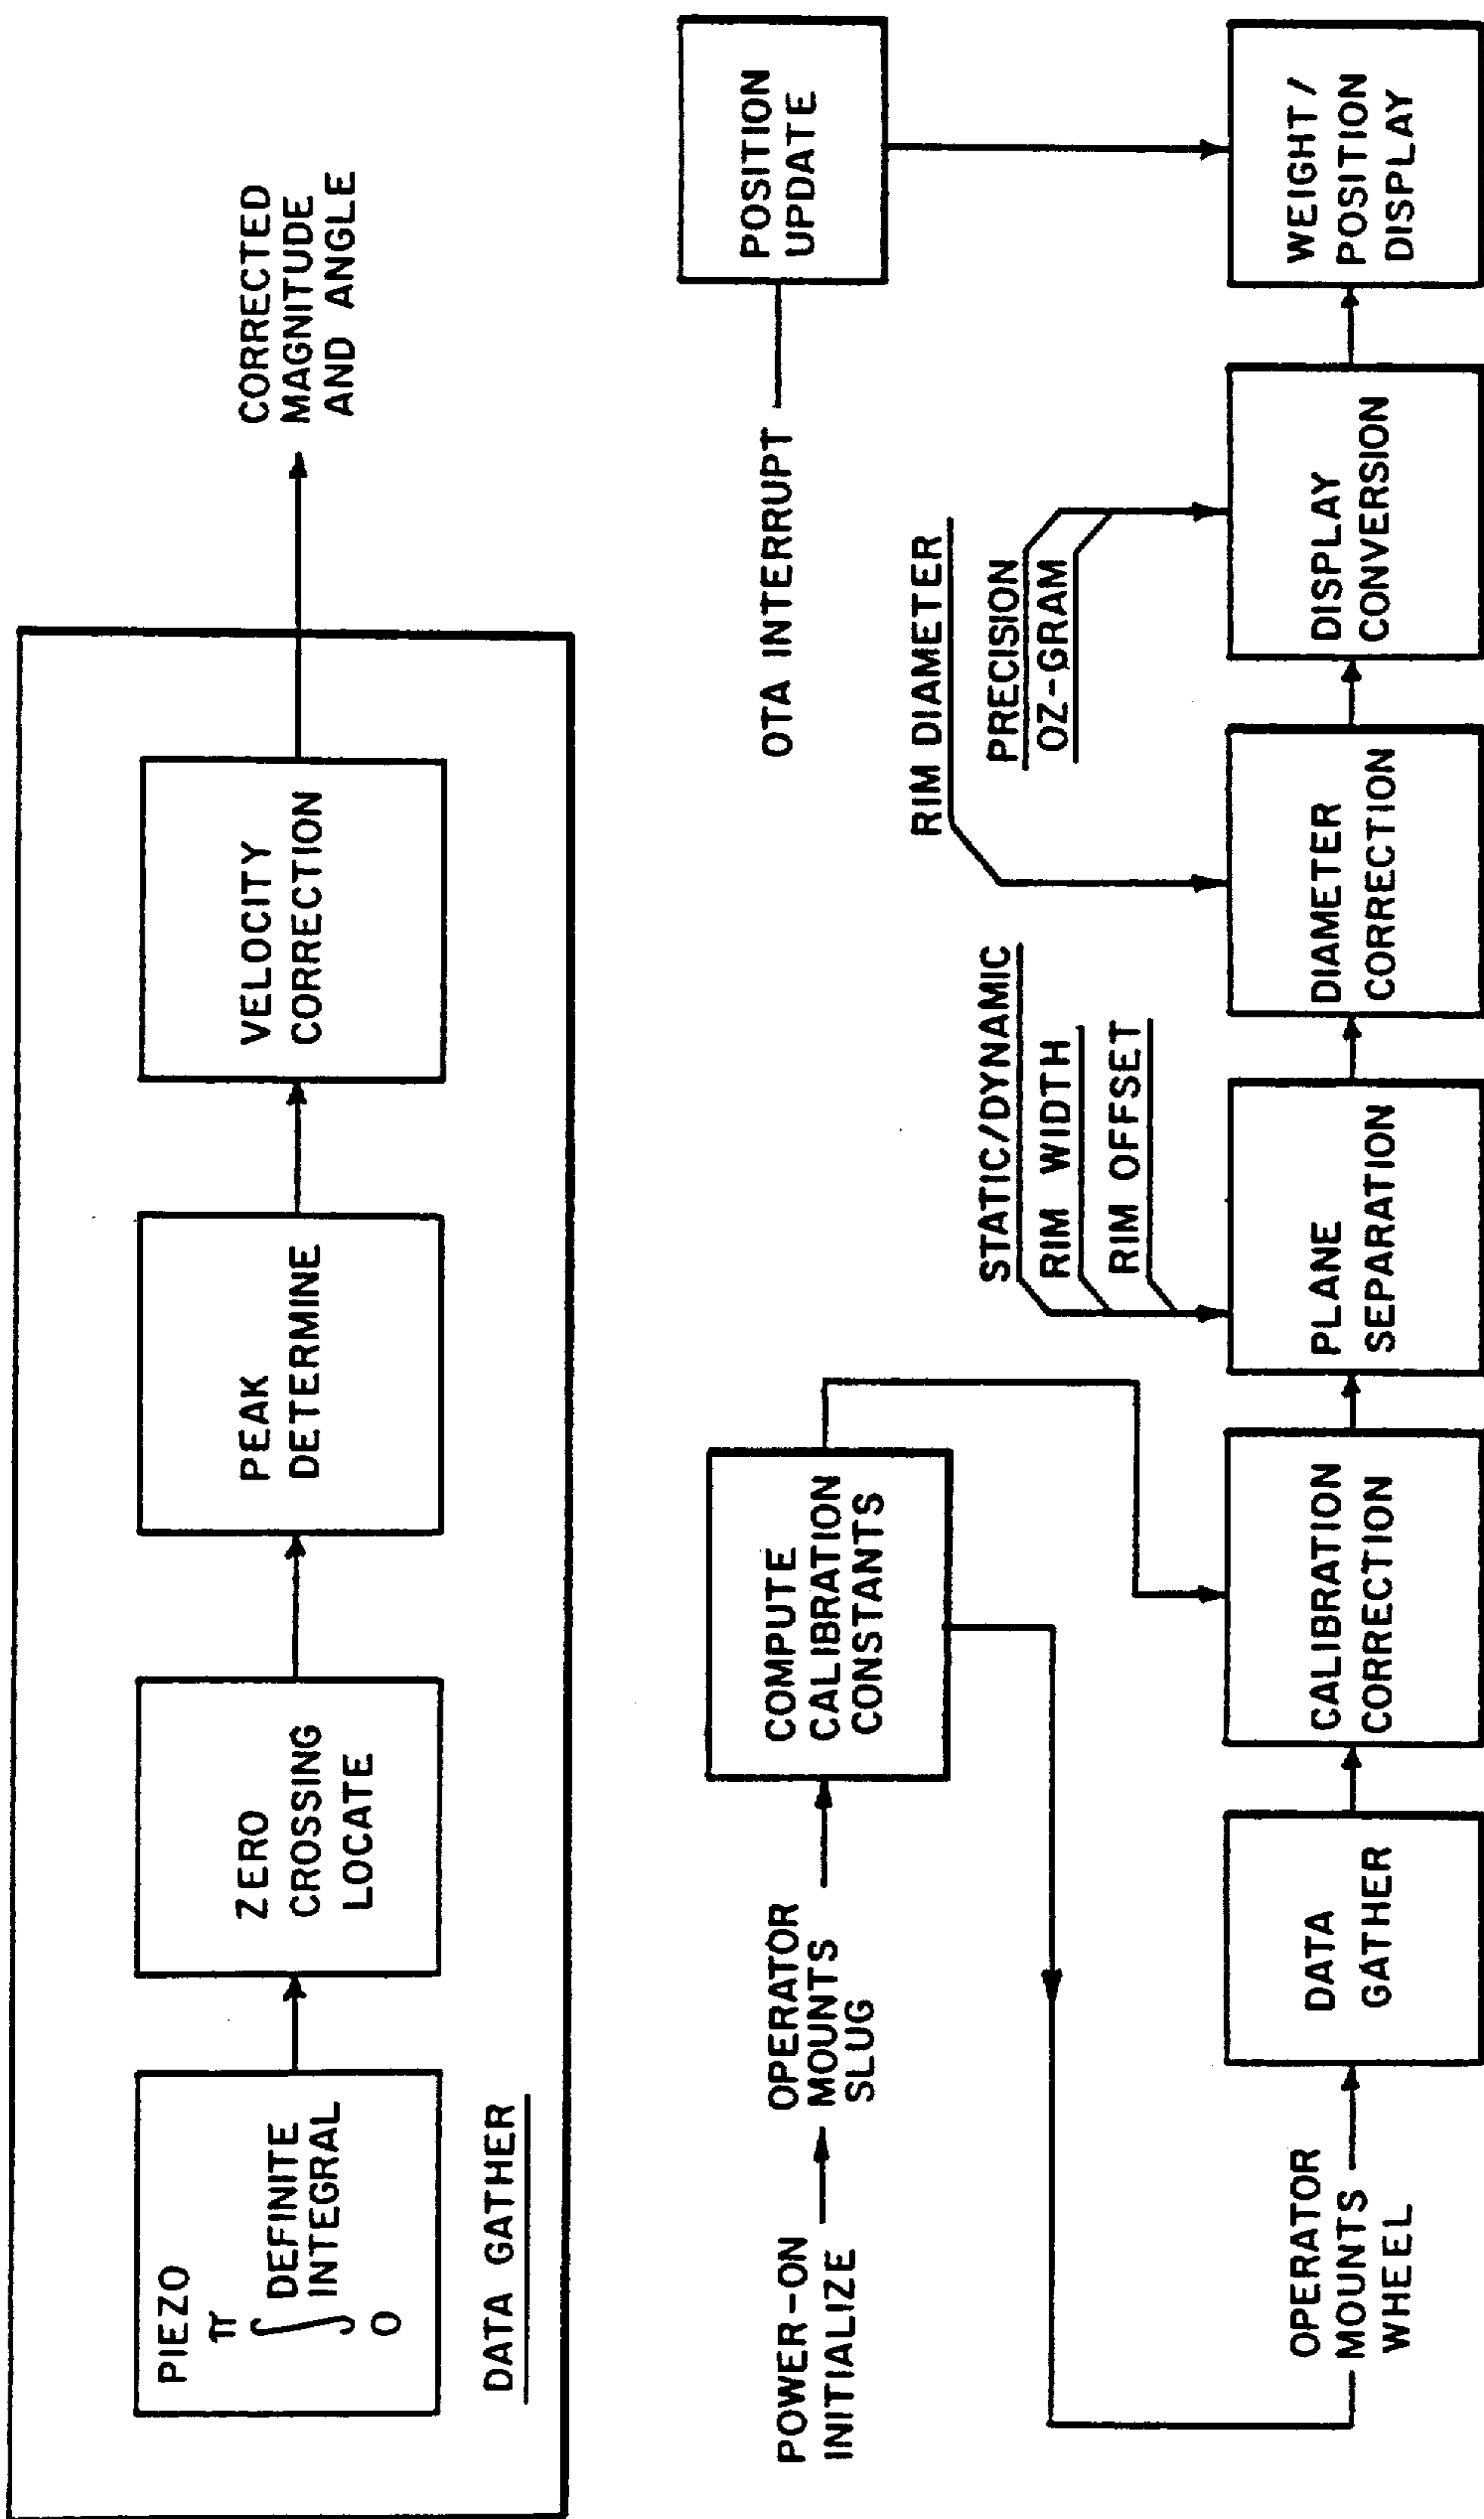 PIEZO
π
∫ DEFINITE
INTEGRAL
O
ZERO
CROSSING
LOCATE
PEAK
DETERMINE
VELOCITY
CORRECTION
CORRECTED
MAGNITUDE
AND ANGLE
DATA GATHER
POWER-ON
INITIALIZE
OPERATOR
MOUNTS
SLUG
COMPUTE
CALIBRATION
CONSTANTS
OTA INTERRUPT
POSITION
UPDATE
STATIC/DYNAMIC
RIM WIDTH
RIM OFFSET
RIM DIAMETER
PRECISION
OZ-GRAM
OPERATOR
MOUNTS
WHEEL
DATA
GATHER
CALIBRATION
CORRECTION
PLANE
SEPARATION
DIAMETER
CORRECTION
DISPLAY
CONVERSION
WEIGHT/
POSITION
DISPLAY